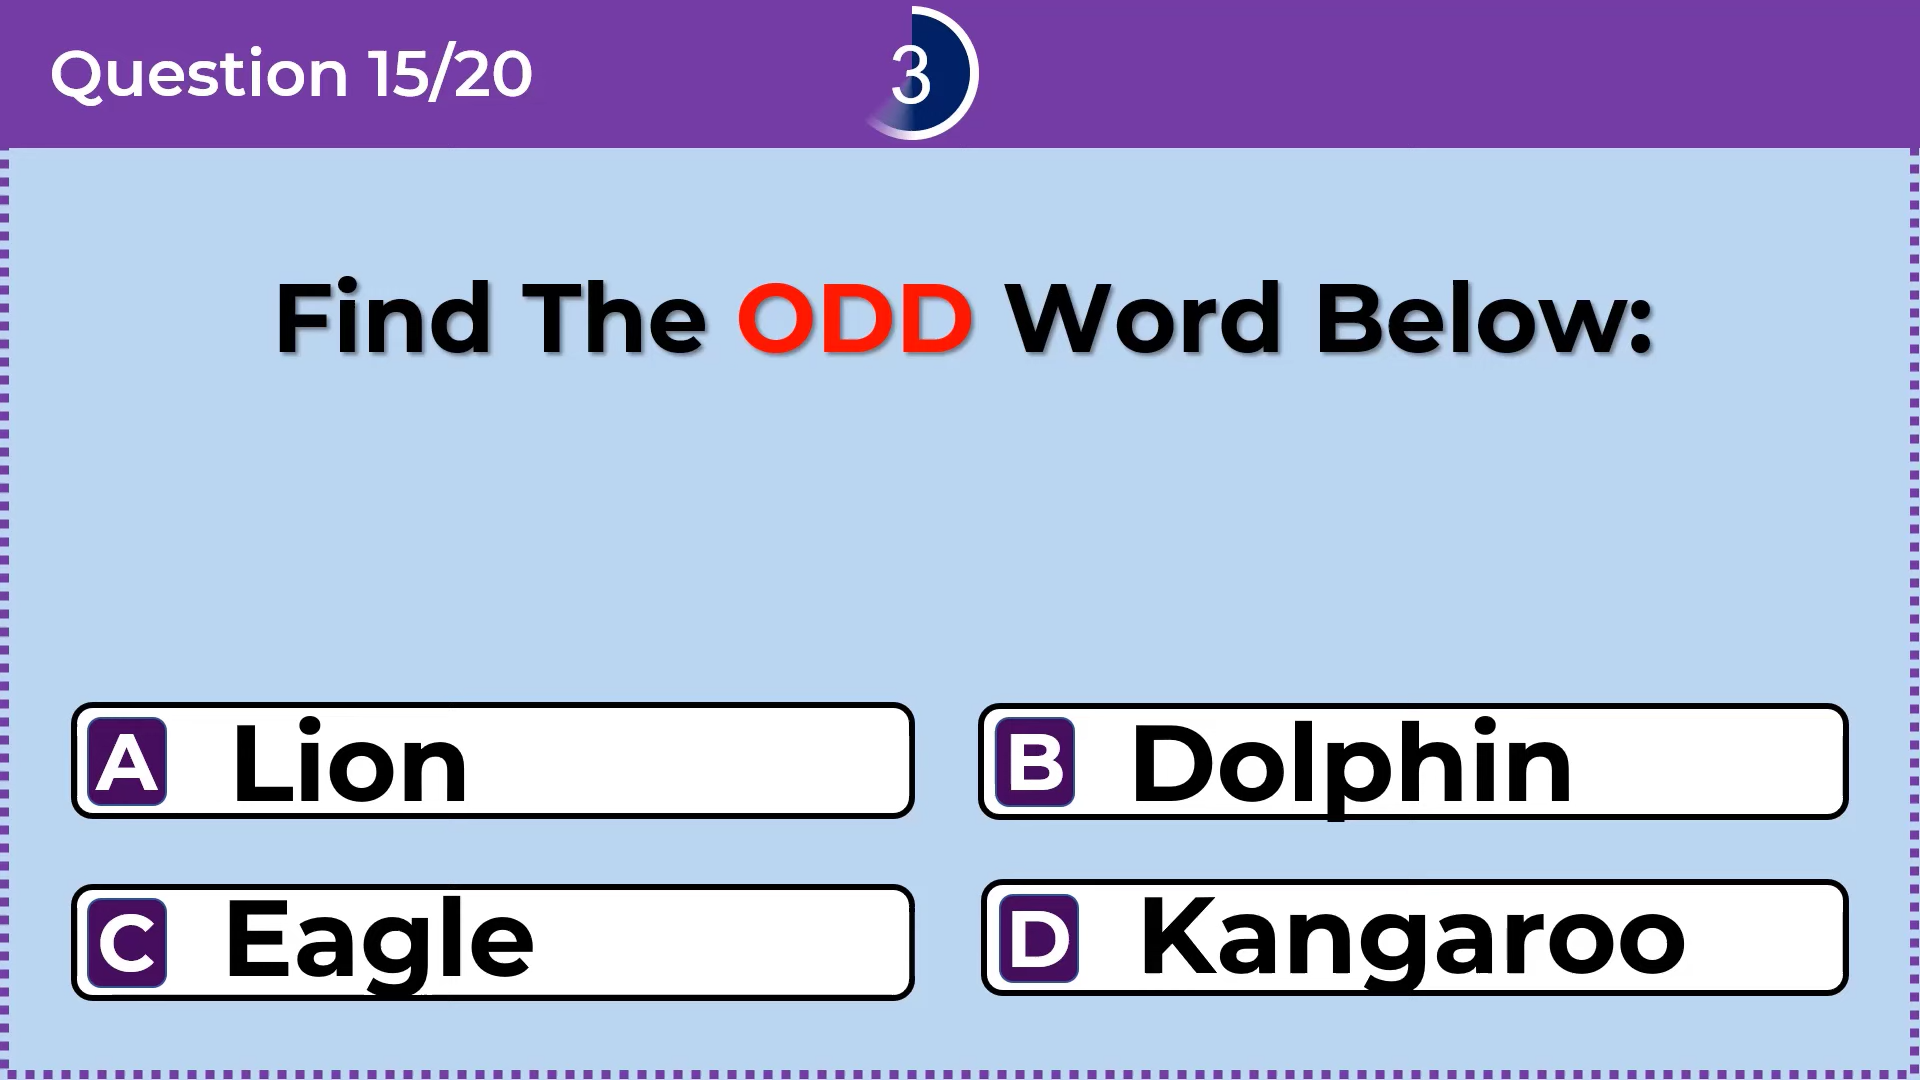 Question 15/20
3
Find The ODD Word Below:
A Lion
B Dolphin
C Eagle
D Kangaroo